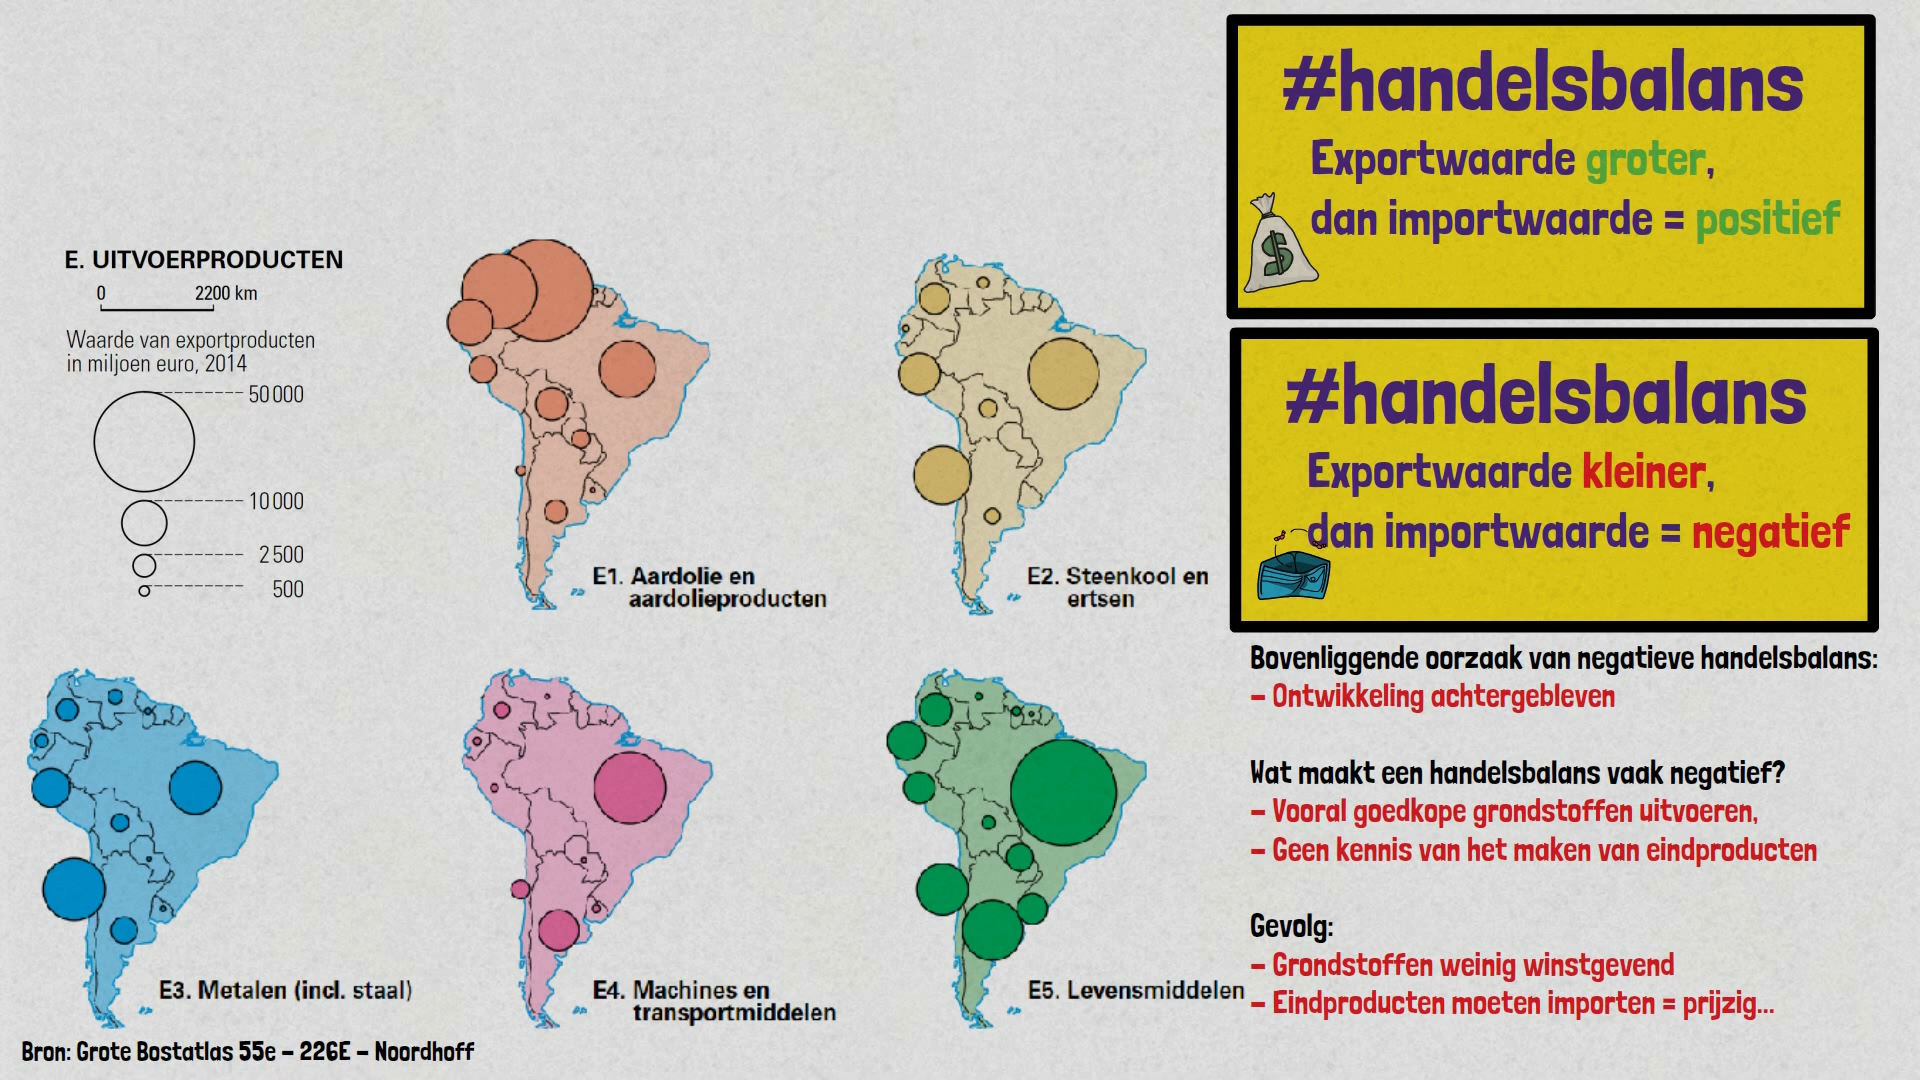 E. UITVOERPRODUCTEN
0 2200 km
Waarde van exportproducten
in miljoen euro, 2014
50 000
10 000
2 500
500
E1. Aardolie en
aardolieproducten
E2. Steenkool en
ertsen
E3. Metalen (incl. staal)
E4. Machines en
transportmiddelen
E5. Levensmiddelen
Bron: Grote Bostatlas 55e – 226E – Noordhoff
#handelsbalans
Exportwaarde groter,
dan importwaarde = positief
$
#handelsbalans
Exportwaarde kleiner,
dan importwaarde = negatief
Bovenliggende oorzaak van negatieve handelsbalans:
– Ontwikkeling achtergebleven
Wat maakt een handelsbalans vaak negatief?
– Vooral goedkope grondstoffen uitvoeren,
– Geen kennis van het maken van eindproducten
Gevolg:
– Grondstoffen weinig winstgevend
– Eindproducten moeten importen = prijzig...